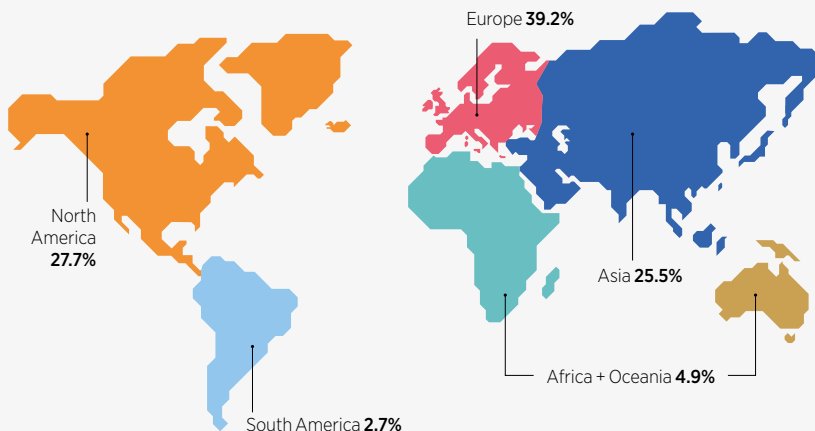 Europe 39.2%
North
America
27.7%
Asia 25.5%
Africa + Oceania 4.9%
South America 2.7%